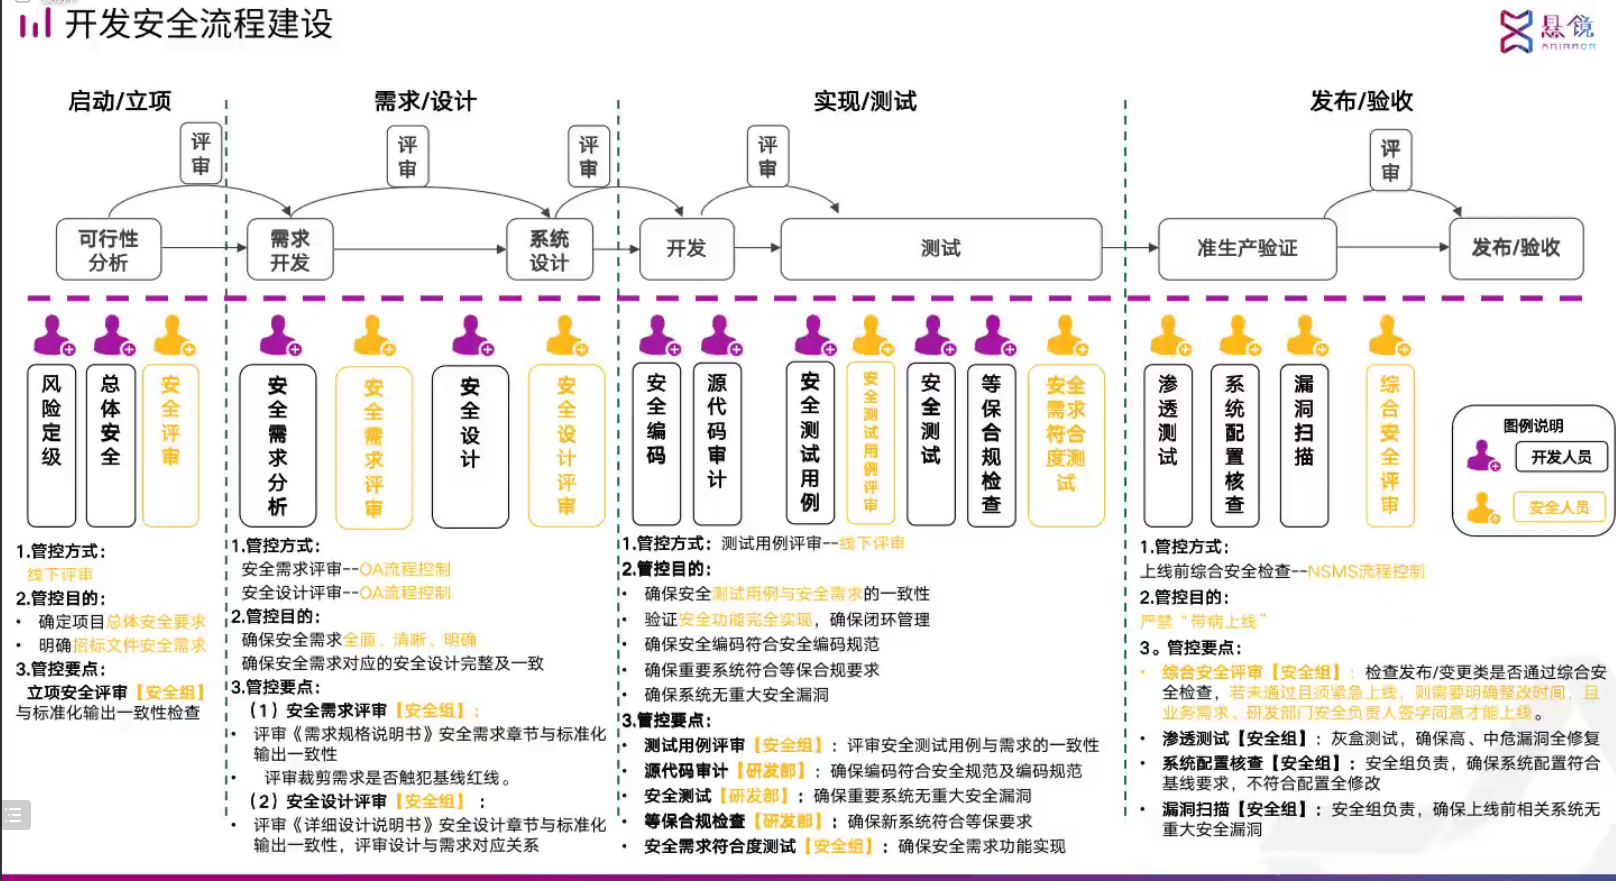 开发安全流程建设
悬镜
XMIRROR
启动/立项
需求/设计
实现/测试
发布/验收
评审
评审
评审
评审
评审
可行性
分析
需求
开发
系统
设计
开发
测试
准生产验证
发布/验收
风险定级
总体安全
安全评审
安全需求分析
安全需求评审
安全设计
安全设计评审
安全编码
源代码审计
安全测试用例
安全测试用例评审
安全测试
等保合规检查
安全
需求
符合
度测
试
渗透测试
系统配置核查
漏洞扫描
综合安全评审
图例说明
开发人员
安全人员
1.管控方式：
线下评审
2.管控目的：
• 确定项目总体安全要求
• 明确招标文件安全需求
3.管控要点：
立项安全评审【安全组】
与标准化输出一致性检查
1.管控方式：
安全需求评审--OA流程控制
安全设计评审--OA流程控制
2.管控目的：
确保安全需求全面、清晰、明确
确保安全需求对应的安全设计完整及一致
3.管控要点：
（1）安全需求评审【安全组】：
• 评审《需求规格说明书》安全需求章节与标准化
输出一致性
• 评审裁剪需求是否触犯基线红线。
（2）安全设计评审【安全组】：
• 评审《详细设计说明书》安全设计章节与标准化
输出一致性，评审设计与需求对应关系
1.管控方式：测试用例评审--线下评审
2.管控目的：
• 确保安全测试用例与安全需求的一致性
• 验证安全功能完全实现，确保闭环管理
• 确保安全编码符合安全编码规范
• 确保重要系统符合等保合规要求
• 确保系统无重大安全漏洞
3.管控要点：
• 测试用例评审【安全组】：评审安全测试用例与需求的一致性
• 源代码审计【研发部】：确保编码符合安全规范及编码规范
• 安全测试【研发部】：确保重要系统无重大安全漏洞
• 等保合规检查【研发部】：确保新系统符合等保要求
• 安全需求符合度测试【安全组】：确保安全需求功能实现
1.管控方式：
上线前综合安全检查--NSMS流程控制
2.管控目的：
严禁“带病上线”
3。管控要点：
• 综合安全评审【安全组】：检查发布/变更类是否通过综合安
全检查，若未通过且须紧急上线，则需要明确整改时间，且
业务需求、研发部门安全负责人签字同意才能上线。
• 渗透测试【安全组】：灰盒测试，确保高、中危漏洞全修复
• 系统配置核查【安全组】：安全组负责，确保系统配置符合
基线要求，不符合配置全修改
• 漏洞扫描【安全组】：安全组负责，确保上线前相关系统无
重大安全漏洞